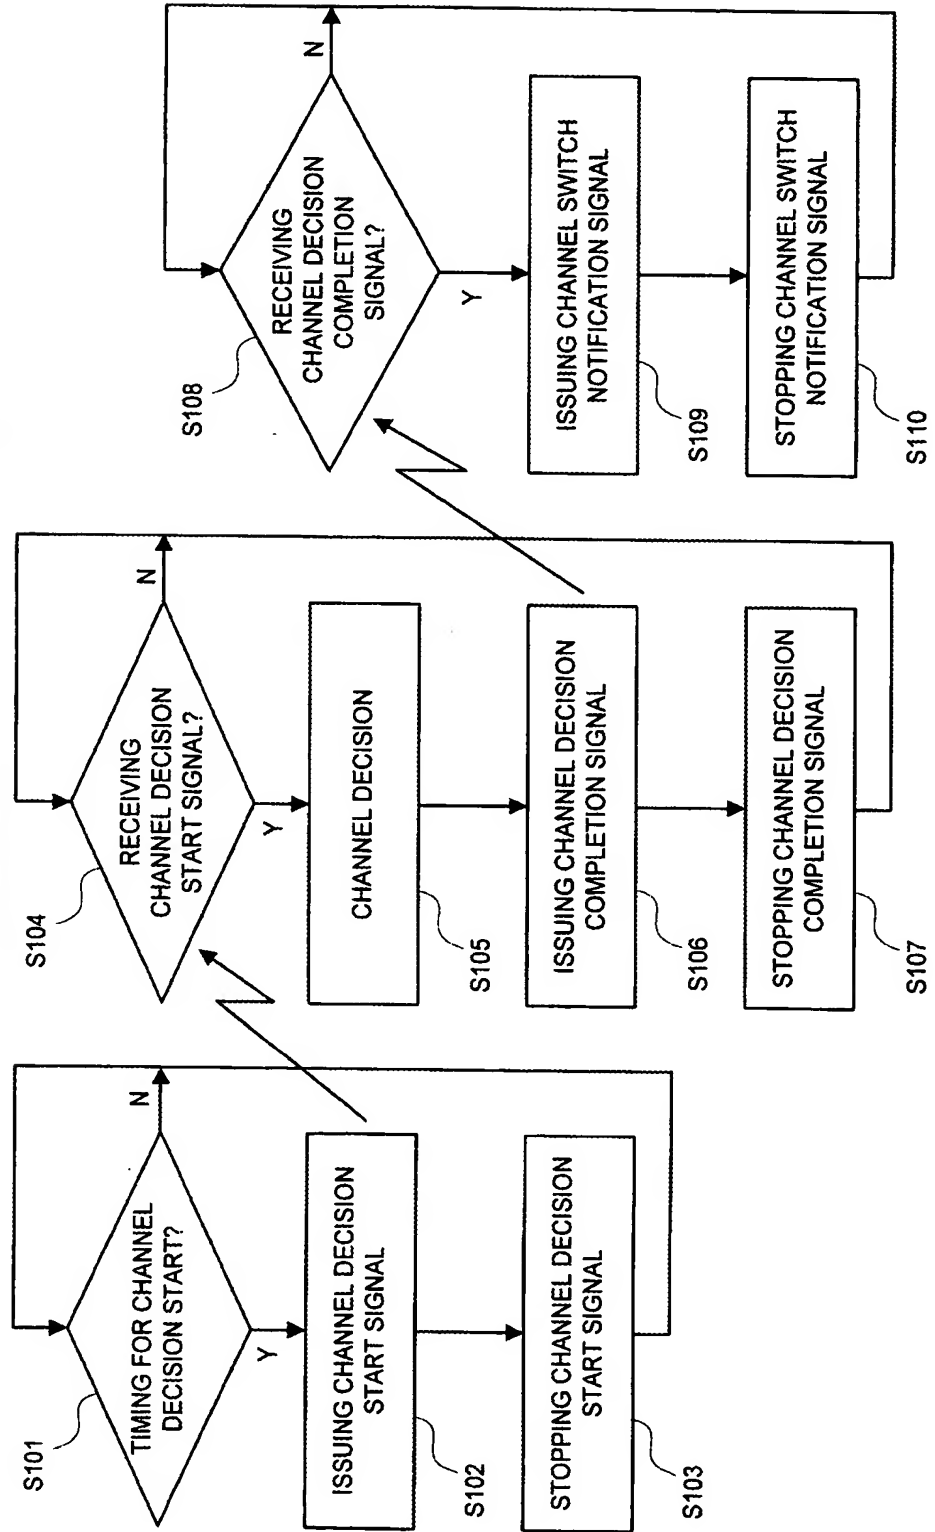 S101
TIMING FOR CHANNEL
DECISION START?
N
Y
S102
ISSUING CHANNEL DECISION
START SIGNAL
S103
STOPPING CHANNEL DECISION
START SIGNAL
S104
RECEIVING
CHANNEL DECISION
START SIGNAL?
N
Y
S105
CHANNEL DECISION
S106
ISSUING CHANNEL DECISION
COMPLETION SIGNAL
S107
STOPPING CHANNEL DECISION
COMPLETION SIGNAL
S108
RECEIVING
CHANNEL DECISION
COMPLETION
SIGNAL?
N
Y
S109
ISSUING CHANNEL SWITCH
NOTIFICATION SIGNAL
S110
STOPPING CHANNEL SWITCH
NOTIFICATION SIGNAL